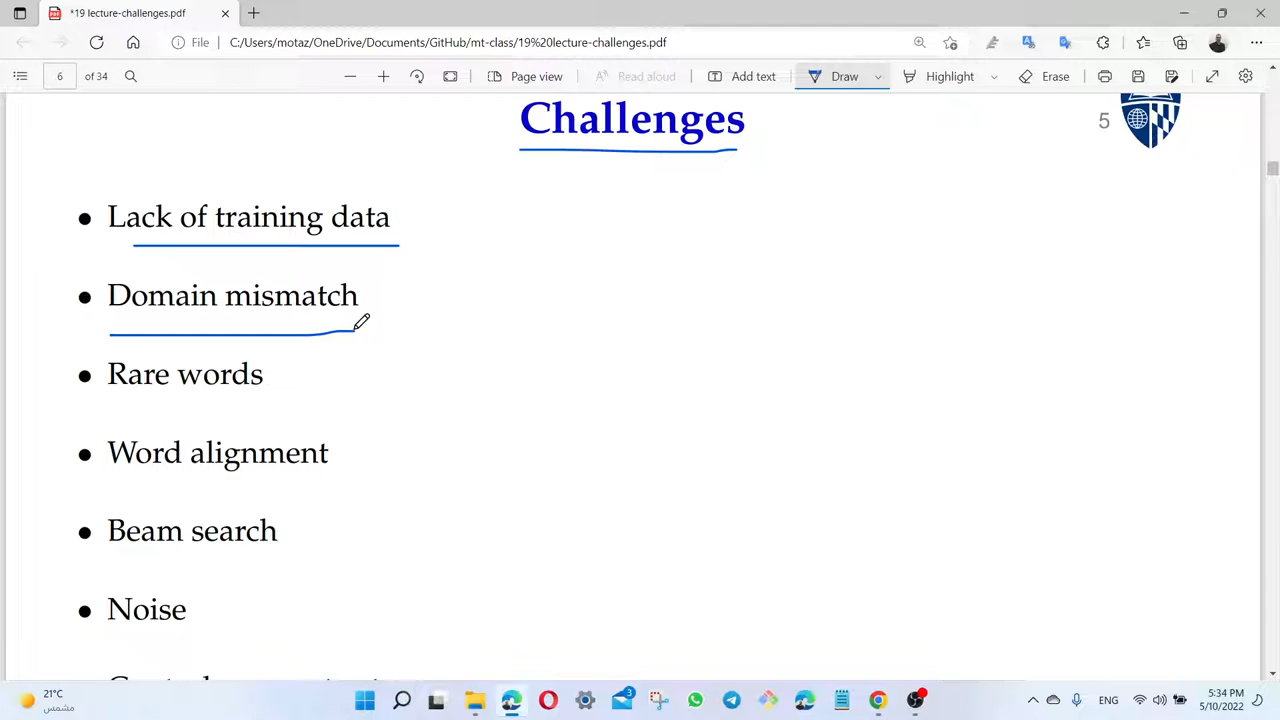 *19 lecture-challenges.pdf
File
C:/Users/motaz/OneDrive/Documents/GitHub/mt-class/19%20lecture-challenges.pdf
6 of 34
Page view
Read aloud
Add text
Draw
Highlight
Erase
Challenges
5
● Lack of training data
● Domain mismatch
● Rare words
● Word alignment
● Beam search
● Noise
21°C
مشمس
3
ENG
5:34 PM
5/10/2022